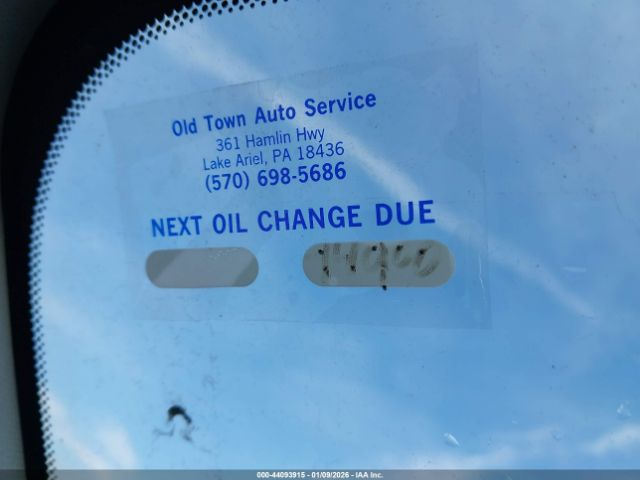 Old Town Auto Service
361 Hamlin Hwy
Lake Ariel, PA 18436
(570) 698-5686
NEXT OIL CHANGE DUE
000-44093915 - 01/09/2026 - IAA Inc.